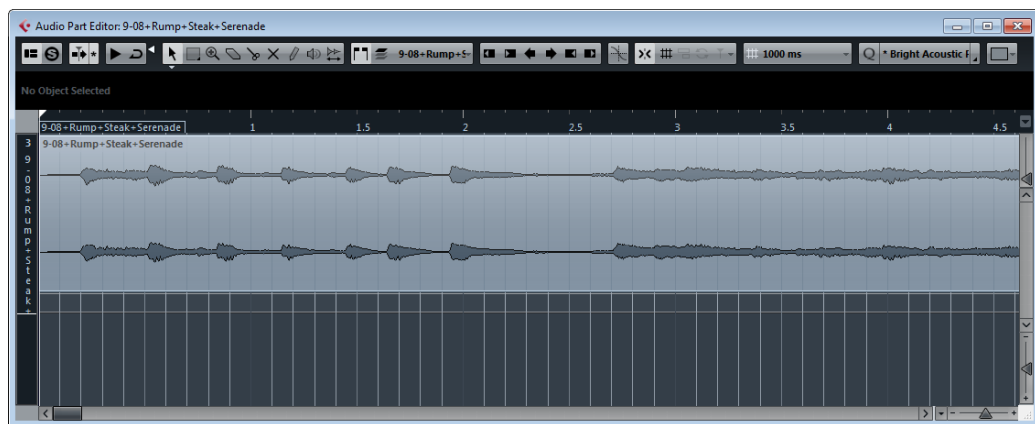 Audio Part Editor: 9-08+Rump+Steak+Serenade
9-08+Rump+S
1000 ms
Q * Bright Acoustic
No Object Selected
9-08+Rump+Steak+Serenade 1 1.5 2 2.5 3 3.5 4 4.5
3 9-08+Rump+Steak+Serenade
9-08+Rump+Steak+